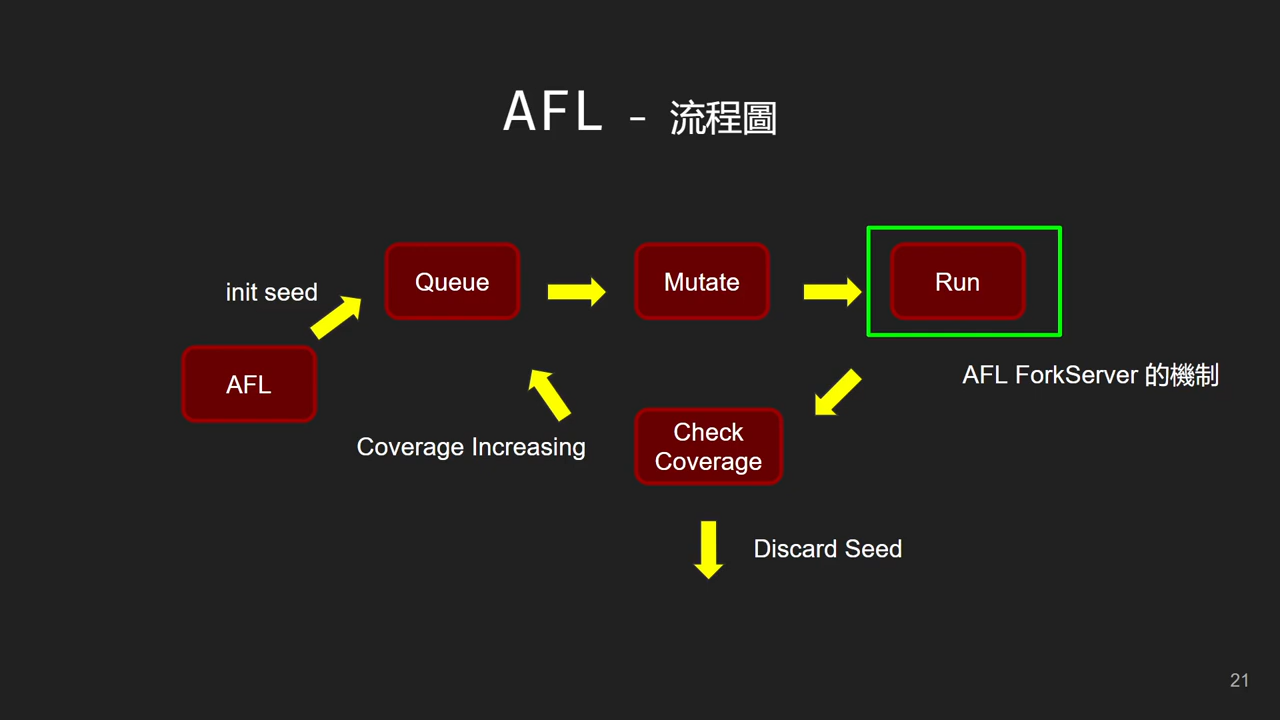 AFL – 流程圖
init seed
Queue
Mutate
Run
AFL
AFL ForkServer 的機制
Coverage Increasing
Check
Coverage
Discard Seed
21